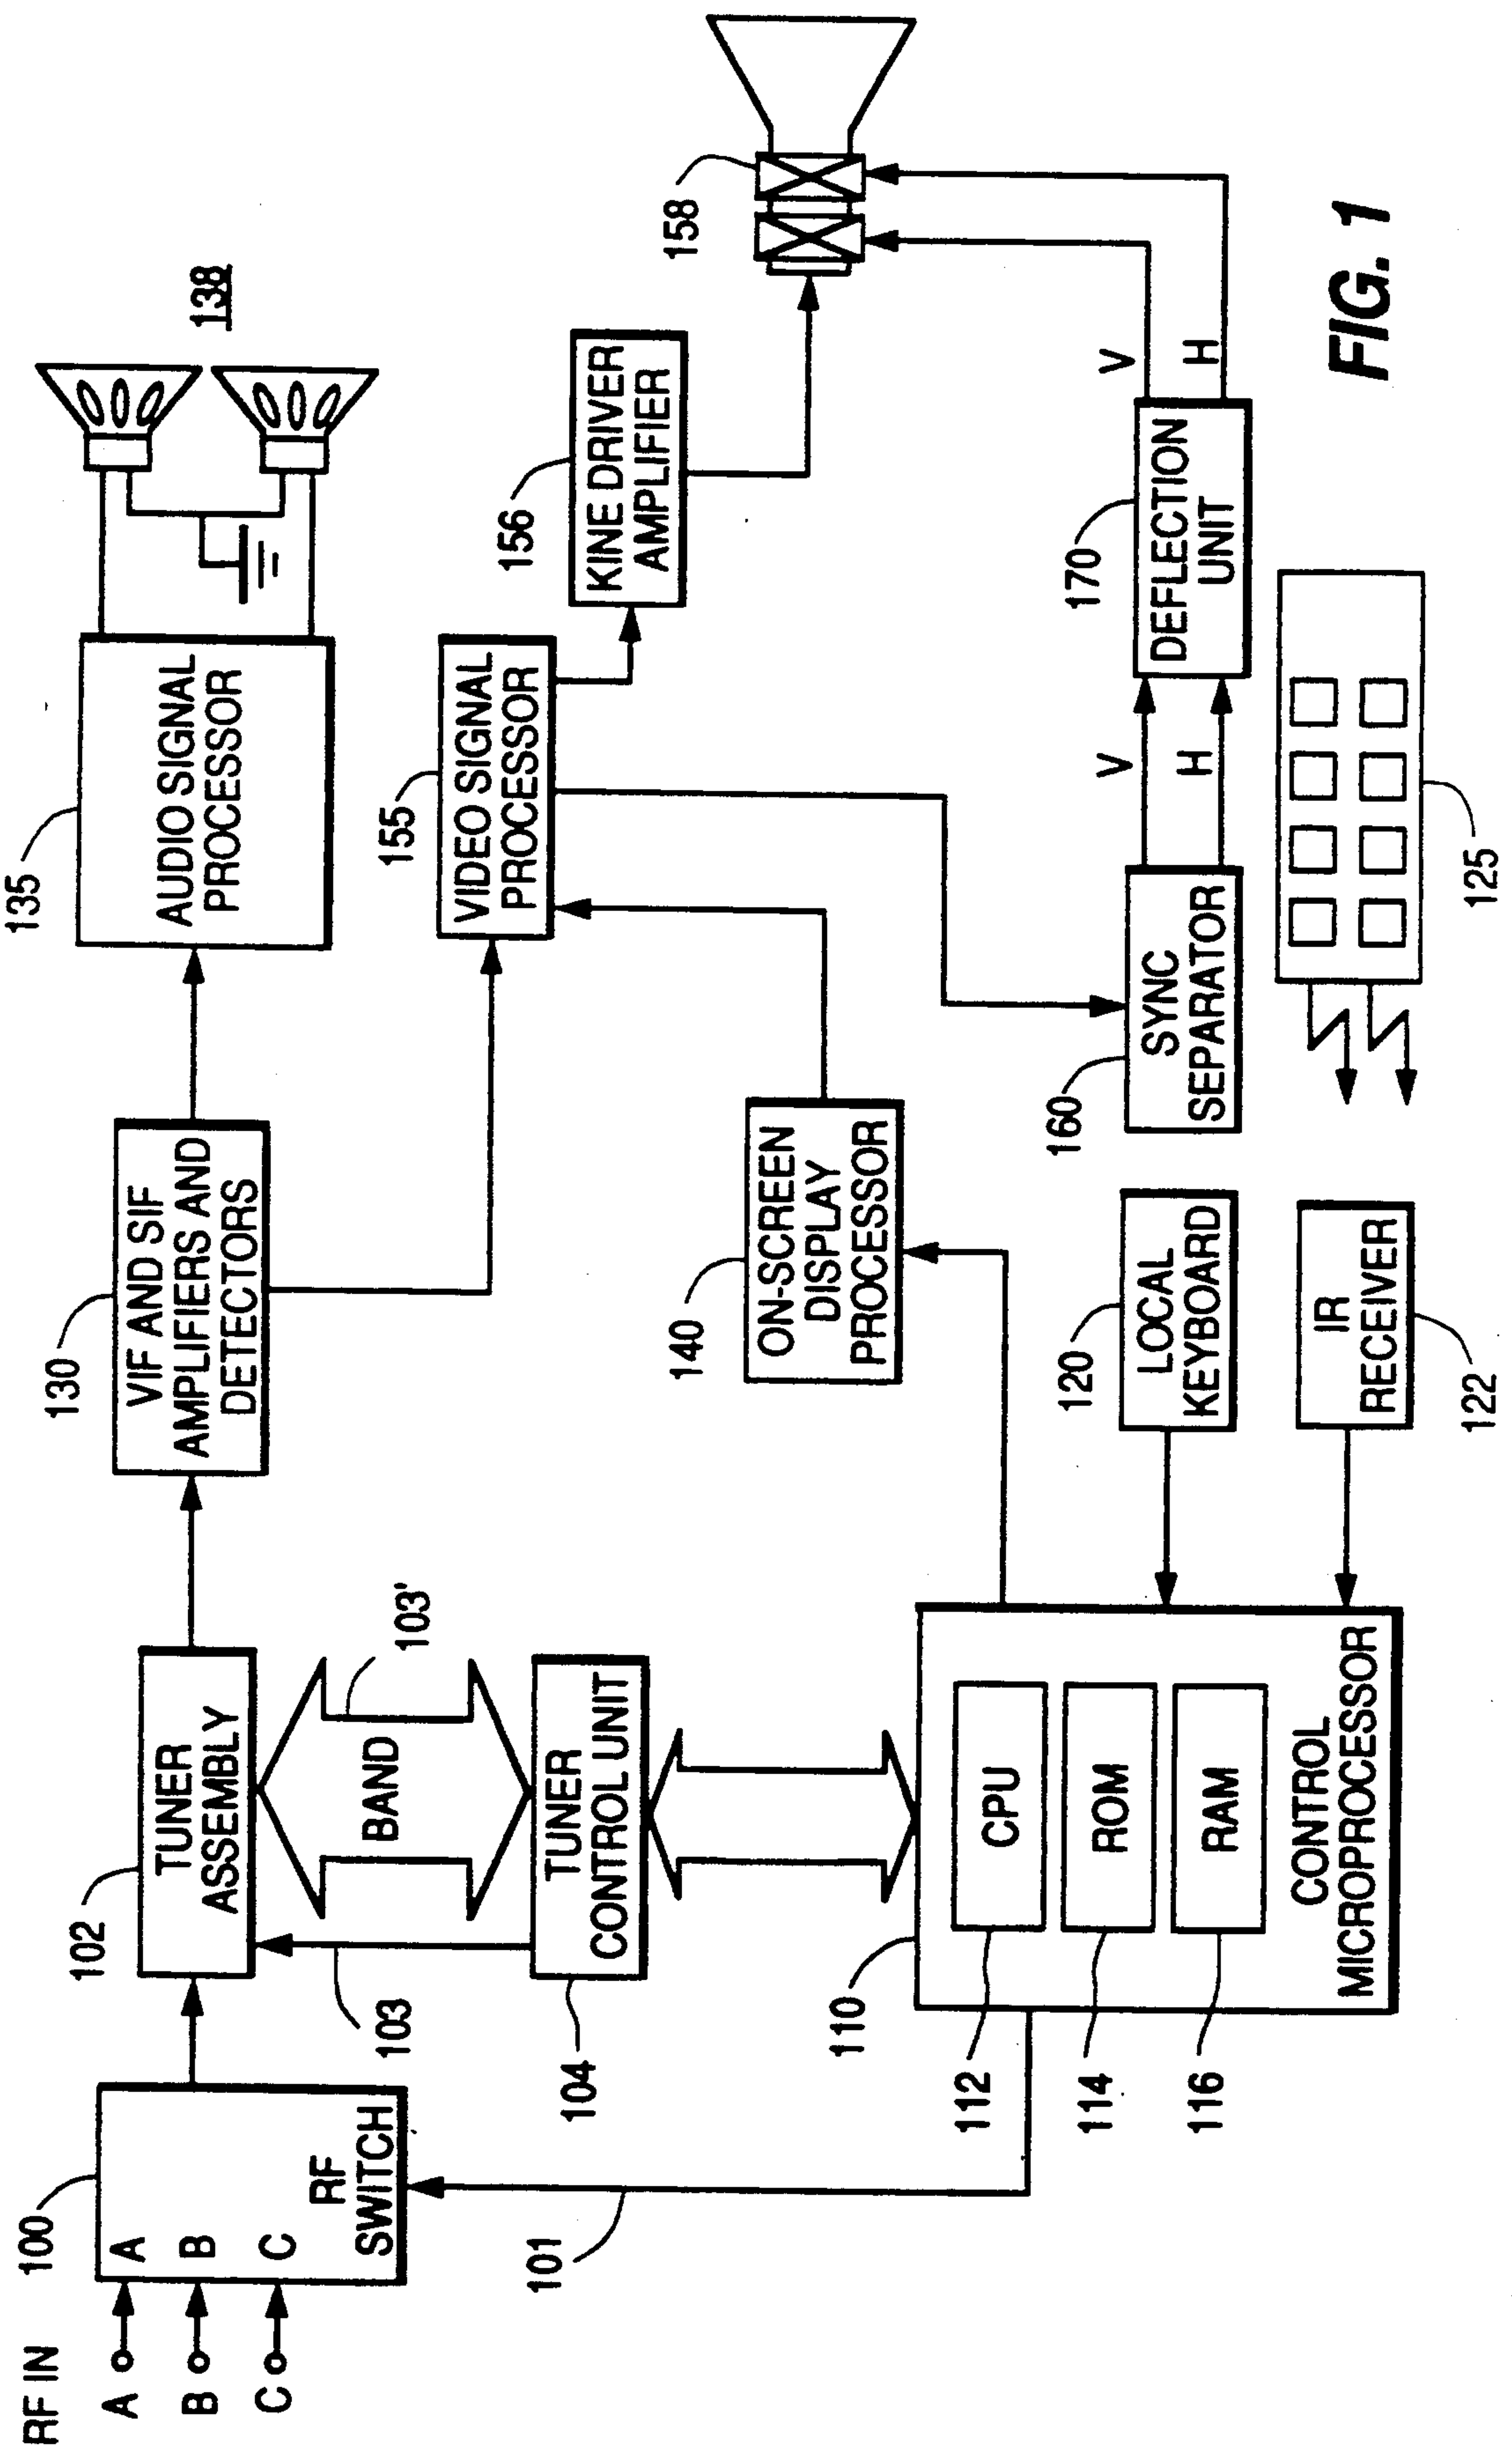 RF IN
A
B
C
100
A
B
C
RF
SWITCH
101
102
TUNER
ASSEMBLY
103
BAND
103'
104
TUNER
CONTROL UNIT
110
CPU
112
ROM
114
RAM
116
CONTROL
MICROPROCESSOR
130
VIF AND SIF
AMPLIFIERS AND
DETECTORS
135
AUDIO SIGNAL
PROCESSOR
138
140
ON-SCREEN
DISPLAY
PROCESSOR
155
VIDEO SIGNAL
PROCESSOR
156
KINE DRIVER
AMPLIFIER
158
120
LOCAL
KEYBOARD
IR
RECEIVER
122
160
SYNC
SEPARATOR
V
H
170
DEFLECTION
UNIT
V
H
125
FIG. 1